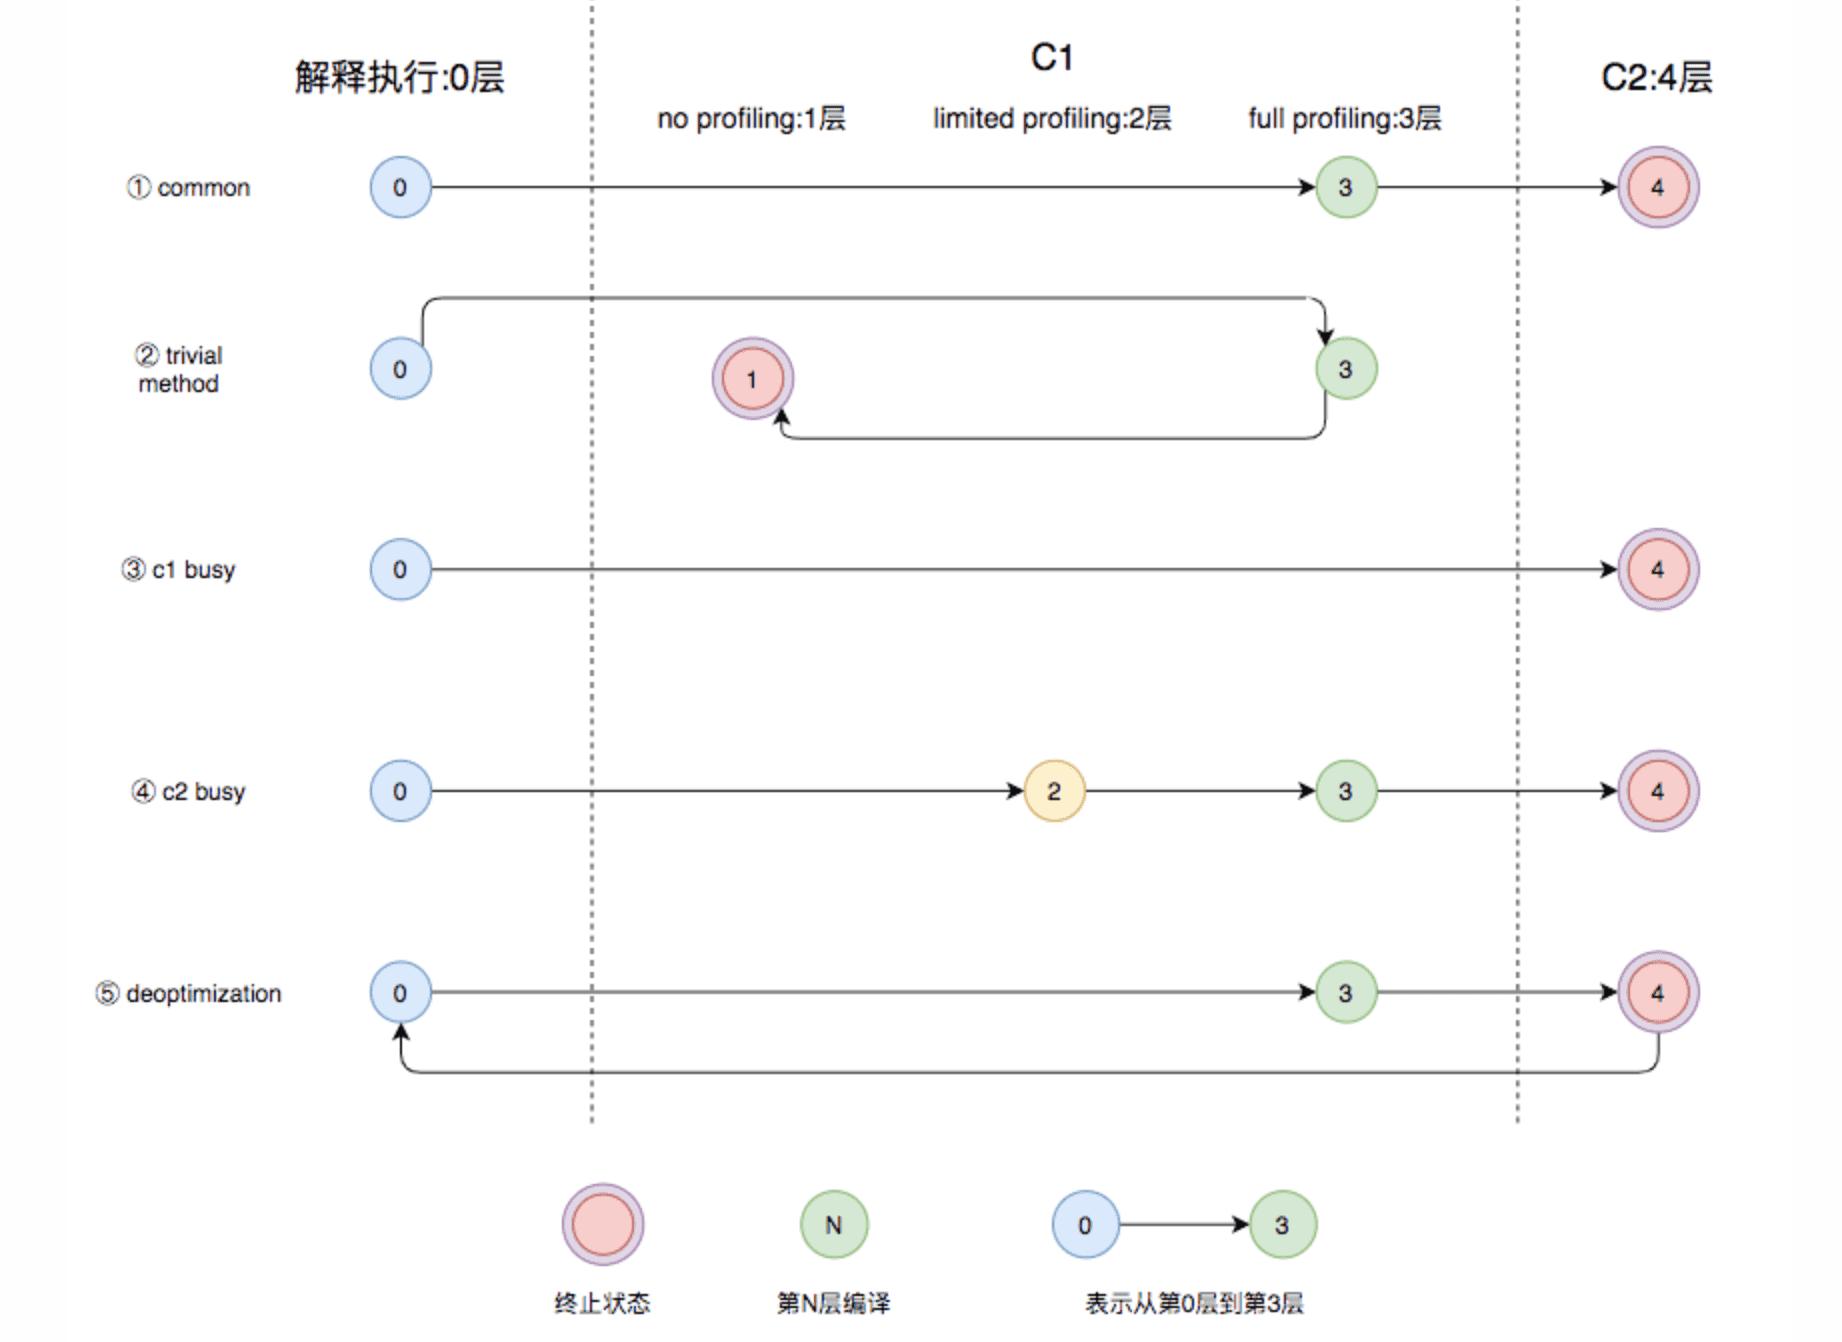 C1
解释执行:0层
C2:4层
no profiling:1层
limited profiling:2层
full profiling:3层
① common
0
3
4
② trivial
method
0
1
3
③ c1 busy
0
4
④ c2 busy
0
2
3
4
⑤ deoptimization
0
3
4
N
0
3
终止状态
第N层编译
表示从第0层到第3层